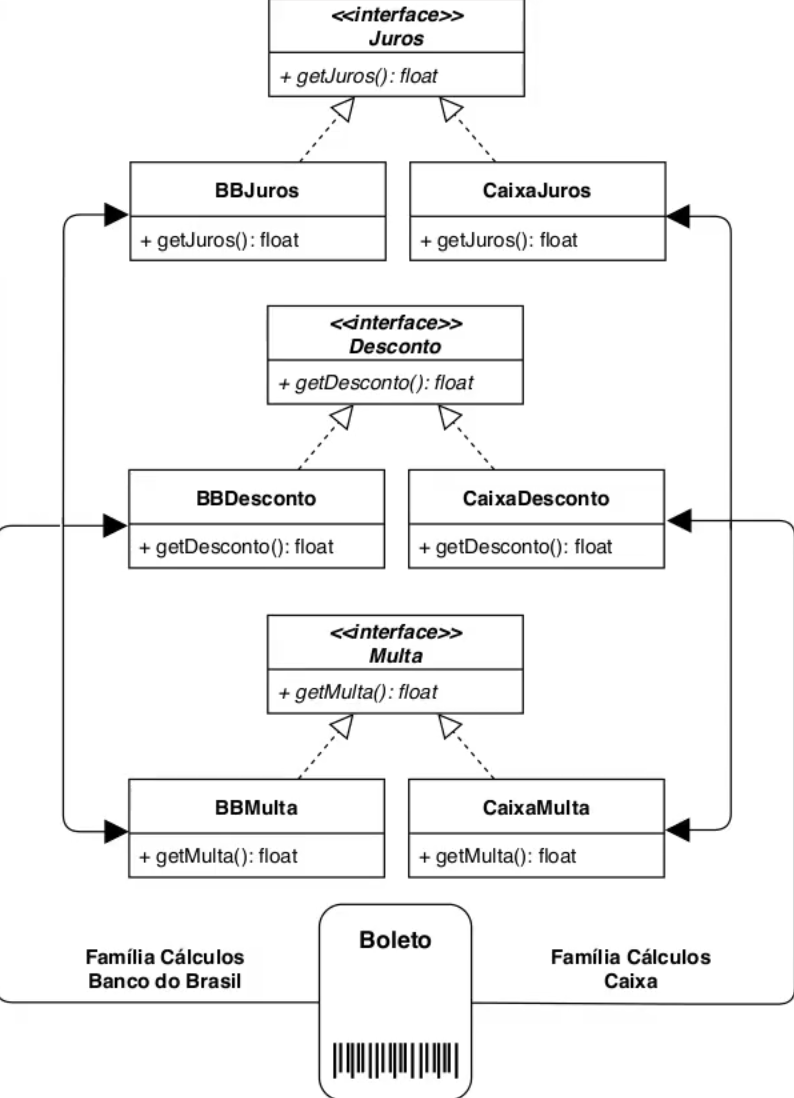 <<interface>>
Juros
+ getJuros(): float
BBJuros
CaixaJuros
+ getJuros(): float
+ getJuros(): float
<<interface>>
Desconto
+ getDesconto(): float
BBDesconto
CaixaDesconto
+ getDesconto(): float
+ getDesconto(): float
<<interface>>
Multa
+ getMulta(): float
BBMulta
CaixaMulta
+ getMulta(): float
+ getMulta(): float
Boleto
Família Cálculos
Banco do Brasil
Família Cálculos
Caixa